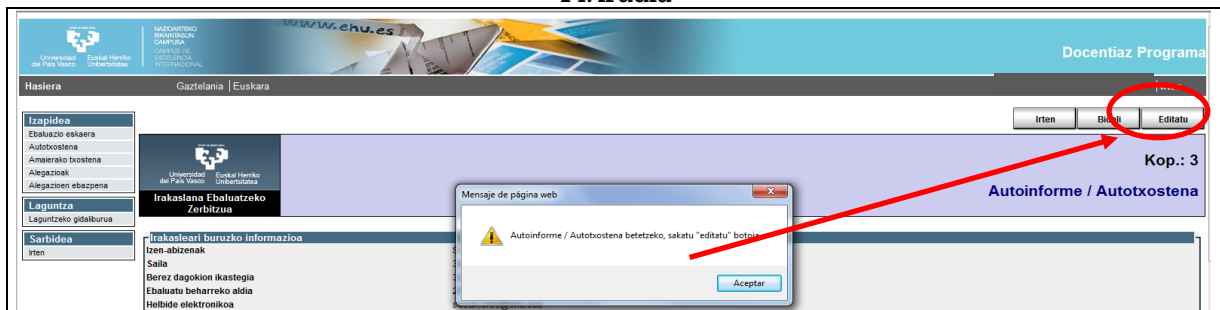 Universidad del País Vasco
Euskal Herriko Unibertsitatea
NAZIOARTEKO
BIKAINTASUN
CAMPUSA
CAMPUS DE
EXCELENCIA
INTERNACIONAL
www.ehu.es
Docentiaz Programa
Hasiera
Gaztelania | Euskara
Izapidea
Ebaluazio eskaera
Autotxostena
Amaierako txostena
Alegazioak
Alegazioen ebazpena
Laguntza
Laguntzeko gidaliburua
Sarbidea
Irten
Irten
Bidali
Editatu
Universidad del País Vasco
Euskal Herriko Unibertsitatea
Irakaslana Ebaluatzeko
Zerbitzua
Kop.: 3
Autoinforme / Autotxostena
Mensaje de página web
Autoinforme / Autotxostena betetzeko, sakatu "editatu" botoia
Aceptar
Irakasleari buruzko informazioa
Izen-abizenak
Saila
Berez dagokion ikastegia
Ebaluatu beharreko aldia
Helbide elektronikoa